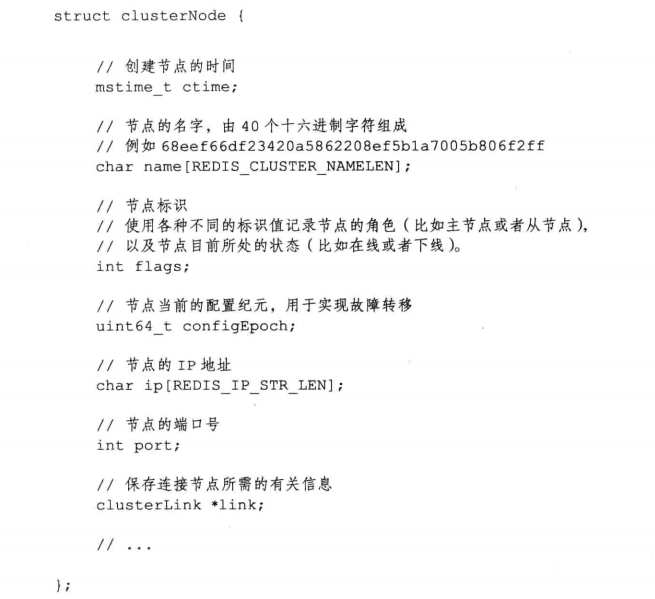 struct clusterNode {
// 创建节点的时间
mstime_t ctime;
// 节点的名字，由 40 个十六进制字符组成
// 例如 68eef66df23420a5862208ef5b1a7005b806f2ff
char name[REDIS_CLUSTER_NAMELEN];
// 节点标识
// 使用各种不同的标识值记录节点的角色（比如主节点或者从节点），
// 以及节点目前所处的状态（比如在线或者下线）。
int flags;
// 节点当前的配置纪元，用于实现故障转移
uint64_t configEpoch;
// 节点的 IP 地址
char ip[REDIS_IP_STR_LEN];
// 节点的端口号
int port;
// 保存连接节点所需的有关信息
clusterLink *link;
// ...
};